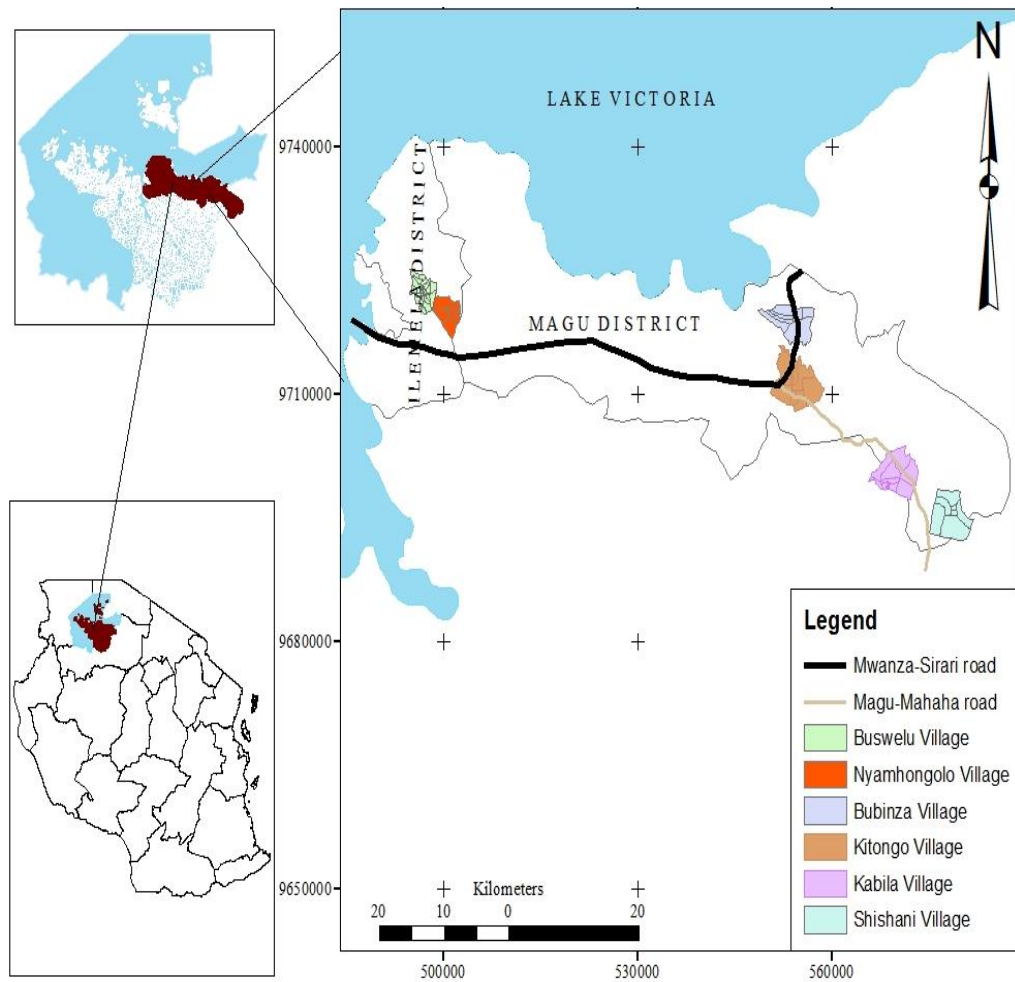 LAKE VICTORIA
N
9740000
ILEMELA DISTRICT
MAGU DISTRICT
9710000
9680000
9650000
Legend
Mwanza-Sirari road
Magu-Mahaha road
Buswelu Village
Nyamhongolo Village
Bubinza Village
Kitongo Village
Kabila Village
Shishani Village
Kilometers
20 10 0 20
500000 530000 560000